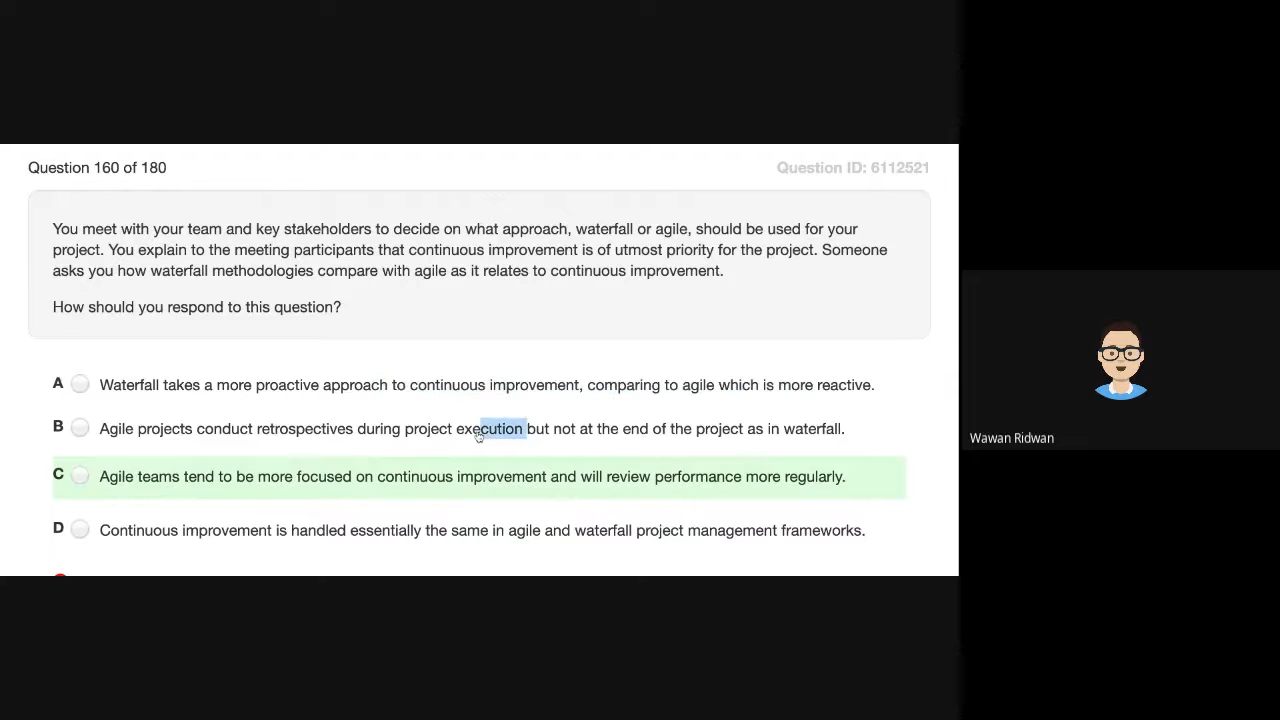 Question 160 of 180
Question ID: 6112521
You meet with your team and key stakeholders to decide on what approach, waterfall or agile, should be used for your
project. You explain to the meeting participants that continuous improvement is of utmost priority for the project. Someone
asks you how waterfall methodologies compare with agile as it relates to continuous improvement.
How should you respond to this question?
A Waterfall takes a more proactive approach to continuous improvement, comparing to agile which is more reactive.
B Agile projects conduct retrospectives during project execution but not at the end of the project as in waterfall.
C Agile teams tend to be more focused on continuous improvement and will review performance more regularly.
D Continuous improvement is handled essentially the same in agile and waterfall project management frameworks.
Wawan Ridwan